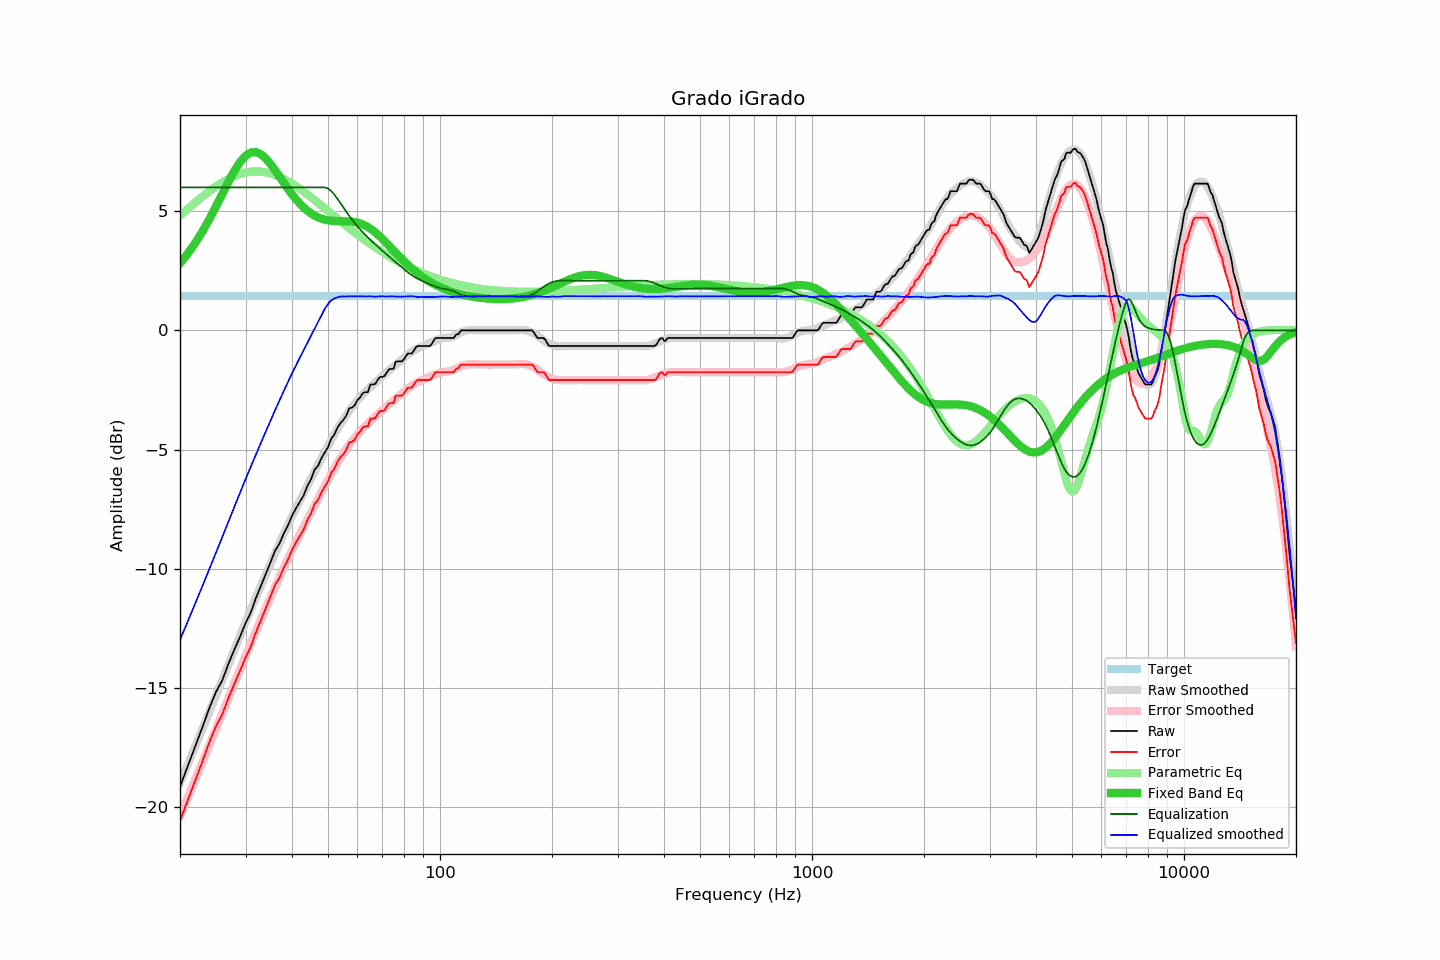 Grado iGrado
5
0
−5
−10
−15
−20
Amplitude (dBr)
100
1000
10000
Frequency (Hz)
Target
Raw Smoothed
Error Smoothed
Raw
Error
Parametric Eq
Fixed Band Eq
Equalization
Equalized smoothed